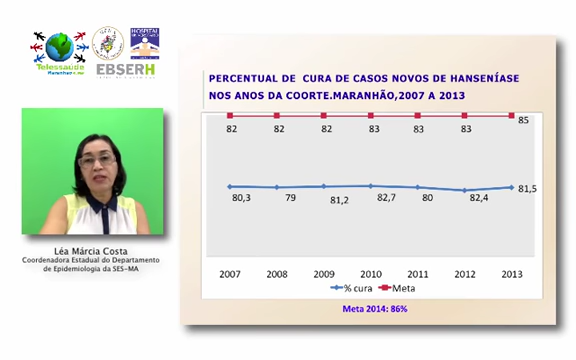 Telessaúde
HOSPITAL
EBSERH
PERCENTUAL DE CURA DE CASOS NOVOS DE HANSENÍASE
NOS ANOS DA COORTE.MARANHÃO,2007 A 2013
82 82 82 83 83 83 85
80,3 79 81,2 82,7 80 82,4 81,5
2007 2008 2009 2010 2011 2012 2013
% cura Meta
Meta 2014: 86%
Léa Márcia Costa
Coordenadora Estadual do Departamento
de Epidemiologia da SES-MA